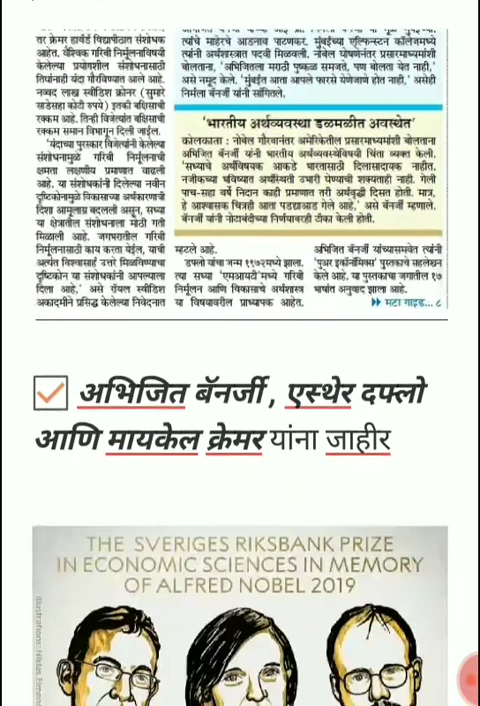 तर क्रेमर हार्वर्ड विद्यापीठात संशोधक
आहेत. वैश्विक गरिबी निर्मूलनाविषयी
केलेल्या प्रयोगशील संशोधनासाठी
तिघांनाही यंदा गौरविण्यात आले आहे.
नव्वद लाख स्वीडिश क्रोनर (सुमारे
साडेसहा कोटी रुपये) इतकी बक्षिसाची
रक्कम आहे. तिन्ही विजेत्यांत बक्षिसाची
रक्कम समान विभागून दिली जाईल.
'यंदाच्या पुरस्कार विजेत्यांनी केलेल्या
संशोधनामुळे गरिबी निर्मूलनाची
क्षमता लक्षणीय प्रमाणात वाढली
आहे. या संशोधकांनी दिलेल्या नवीन
दृष्टिकोनामुळे विकासाच्या अर्थकारणाची
दिशा आमूलाग्र बदलली असून, सध्या
या क्षेत्रातील संशोधनाला मोठी गती
मिळाली आहे. जगभरातील गरिबी
निर्मूलनासाठी काय करता येईल, याची
अत्यंत विश्वासार्ह उत्तरे मिळविण्याचा
दृष्टिकोन या संशोधकांनी आपल्याला
दिला आहे,' असे रॉयल स्वीडिश
अकादमीने प्रसिद्ध केलेल्या निवेदनात
म्हटले आहे.
डफ्लो यांचा जन्म १९७२मध्ये झाला.
त्या सध्या 'एमआयटी'मध्ये गरिबी
निर्मूलन आणि विकासाचे अर्थशास्त्र
या विषयावरील प्राध्यापक आहेत.
त्यांचे माहेरचे आडनाव पाटणकर. मुंबईच्या एल्फिन्स्टन कॉलेजमध्ये
त्यांनी अर्थशास्त्रात पदवी मिळवली. नोबेल घोषणेनंतर प्रसारमाध्यमांशी
बोलताना, 'अभिजितला मराठी पुष्कळ समजते, पण बोलता येत नाही,'
असे नमूद केले. 'मुंबईत आता आपले फारसे येणेजाणे होत नाही,' असेही
निर्मला बॅनर्जी यांनी सांगितले.
'भारतीय अर्थव्यवस्था डळमळीत अवस्थेत'
कोलकाता : नोबेल गौरवानंतर अमेरिकेतील प्रसारमाध्यमांशी बोलताना
अभिजित बॅनर्जी यांनी भारतीय अर्थव्यवस्थेविषयी चिंता व्यक्त केली.
'सध्याचे अर्थविषयक आकडे भारतासाठी दिलासादायक नाहीत.
नजीकच्या भविष्यात अर्थस्थिती उभारी घेण्याची शक्यताही नाही. गेली
पाच-सहा वर्षे निदान काही प्रमाणात तरी अर्थवृद्धी दिसत होती. मात्र,
हे आश्वासक चित्रही आता पडद्याआड गेले आहे,' असे बॅनर्जी म्हणाले.
बॅनर्जी यांनी नोटाबंदीच्या निर्णयावरही टीका केली होती.
अभिजित बॅनर्जी यांच्यासमवेत त्यांनी
'पुअर इकॉनॉमिक्स' पुस्तकाचे सहलेखन
केले आहे. या पुस्तकाचा जगातील १७
भाषांत अनुवाद झाला आहे.
मटा गाइड... ८
अभिजित बॅनर्जी , एस्थेर दफ्लो
आणि मायकेल क्रेमर यांना जाहीर
THE SVERIGES RIKSBANK PRIZE
IN ECONOMIC SCIENCES IN MEMORY
OF ALFRED NOBEL 2019